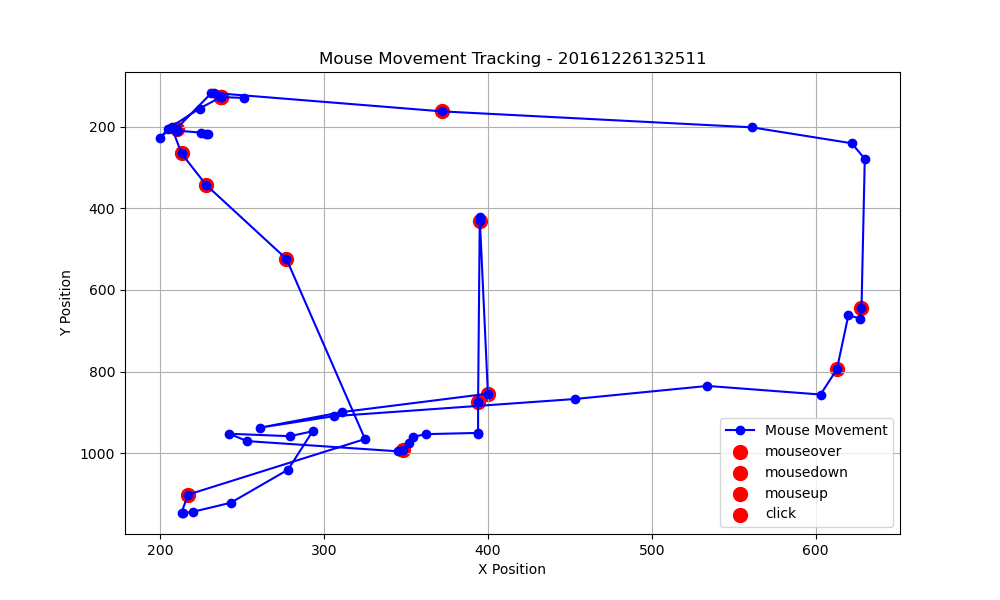 Mouse Movement Tracking - 20161226132511
Y Position
200
400
600
800
1000
200 300 400 500 600
X Position
Mouse Movement
mouseover
mousedown
mouseup
click